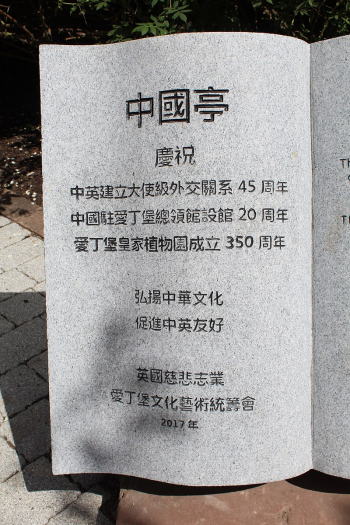 中國亭
慶祝
中英建立大使級外交關系 45 周年
中國駐愛丁堡總領館設館 20 周年
愛丁堡皇家植物園成立 350 周年
弘揚中華文化
促進中英友好
英國慈悲志業
愛丁堡文化藝術統籌會
2017 年